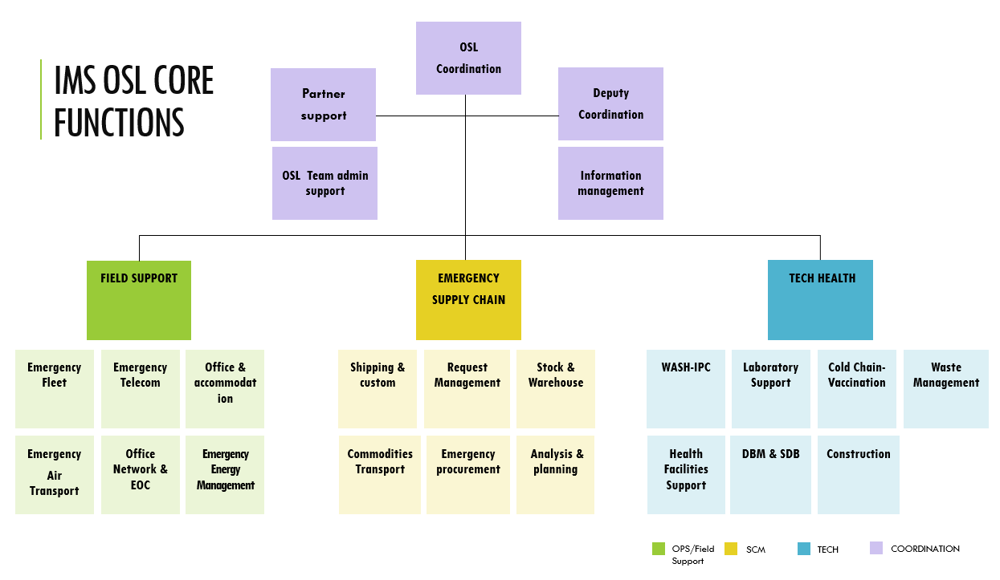 IMS OSL CORE
FUNCTIONS
OSL
Coordination
Partner
support
Deputy
Coordination
OSL Team admin
support
Information
management
FIELD SUPPORT
EMERGENCY
SUPPLY CHAIN
TECH HEALTH
Emergency
Fleet
Emergency
Telecom
Office &
accommodat
ion
Shipping &
custom
Request
Management
Stock &
Warehouse
WASH-IPC
Laboratory
Support
Cold Chain-
Vaccination
Waste
Management
Emergency
Air
Transport
Office
Network &
EOC
Emergency
Energy
Management
Commodities
Transport
Emergency
procurement
Analysis &
planning
Health
Facilities
Support
DBM & SDB
Construction
OPS/Field
Support
SCM
TECH
COORDINATION